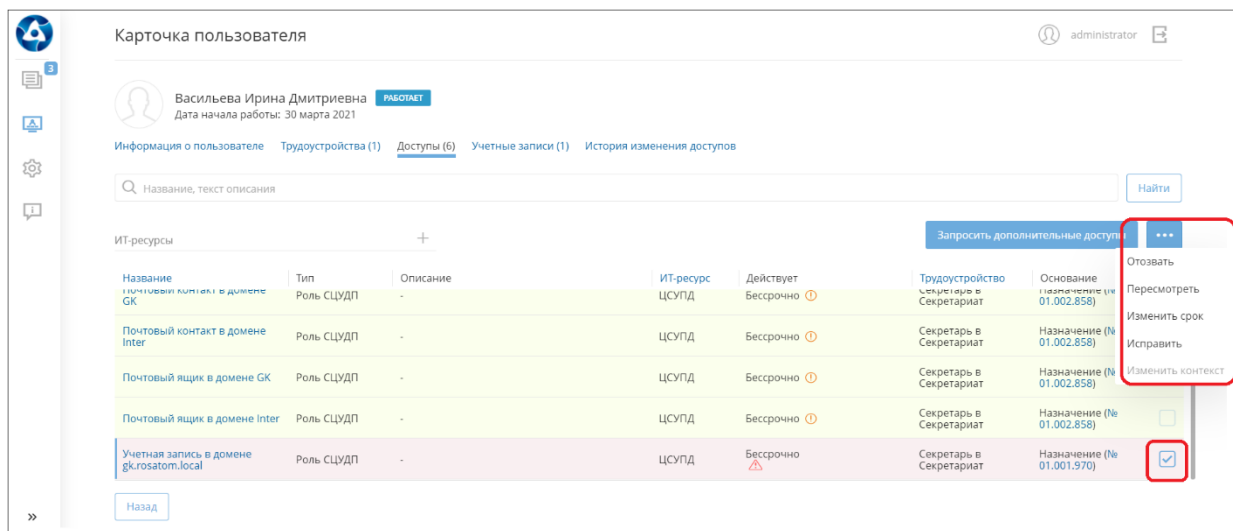 Карточка пользователя
administrator
3
Васильева Ирина Дмитриевна РАБОТАЕТ
Дата начала работы: 30 марта 2021
Информация о пользователе Трудоустройства (1) Доступы (6) Учетные записи (1) История изменения доступов
Название, текст описания
Найти
ИТ-ресурсы
Запросить дополнительные доступы
Отозвать
Пересмотреть
Изменить срок
Исправить
Изменить контекст
Название Тип Описание ИТ-ресурс Действует Трудоустройство Основание
Почтовый контакт в домене
GK
Роль СЦУДП - ЦСУПД Бессрочно
Секретарь в
Секретариат
Назначение (№
01.002.858)
Почтовый контакт в домене
Inter
Роль СЦУДП - ЦСУПД Бессрочно
Секретарь в
Секретариат
Назначение (№
01.002.858)
Почтовый ящик в домене GK Роль СЦУДП - ЦСУПД Бессрочно
Секретарь в
Секретариат
Назначение (№
01.002.858)
Почтовый ящик в домене Inter Роль СЦУДП - ЦСУПД Бессрочно
Секретарь в
Секретариат
Назначение (№
01.002.858)
Учетная запись в домене
gk.rosatom.local
Роль СЦУДП - ЦСУПД Бессрочно
Секретарь в
Секретариат
Назначение (№
01.001.970)
Назад